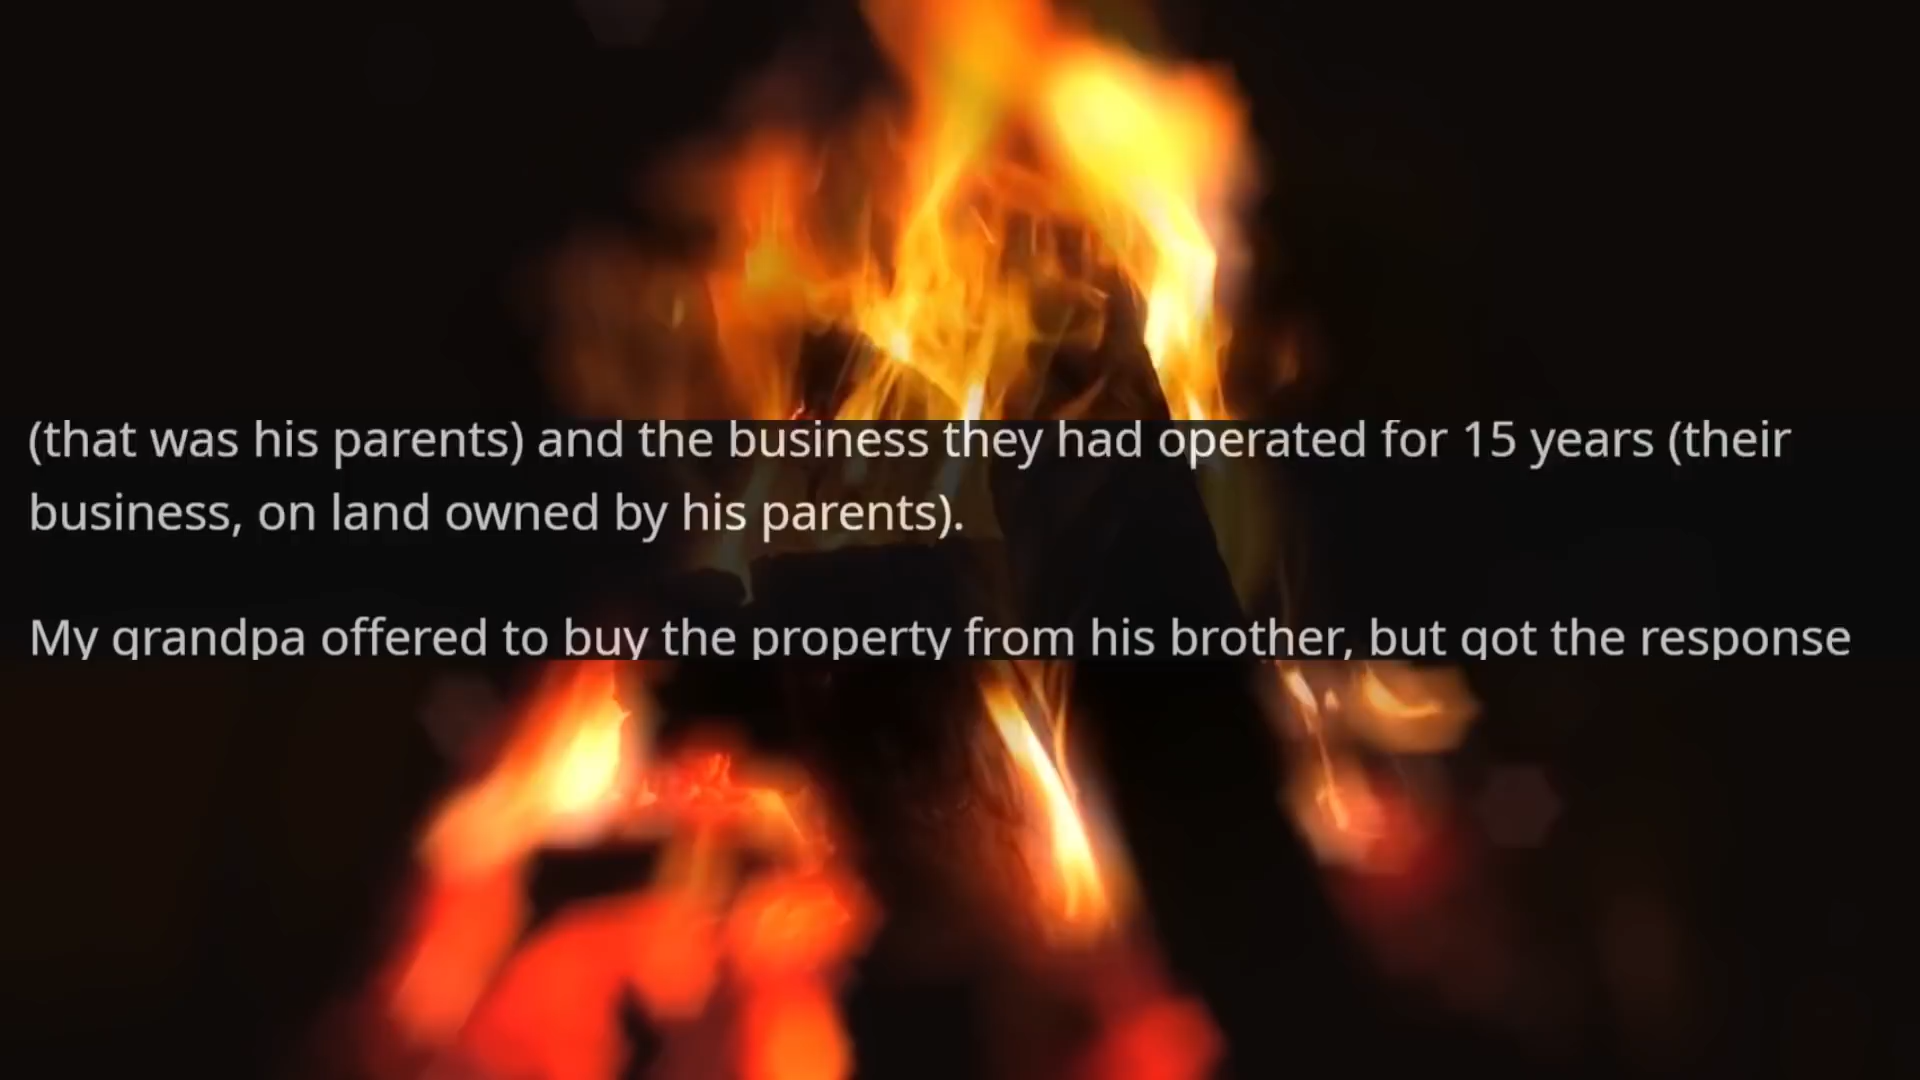 (that was his parents) and the business they had operated for 15 years (their
business, on land owned by his parents).
My grandpa offered to buy the property from his brother, but got the response